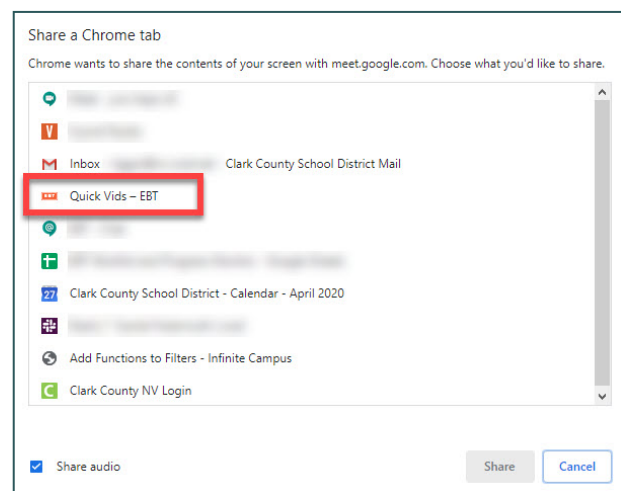 Share a Chrome tab
Chrome wants to share the contents of your screen with meet.google.com. Choose what you'd like to share.
V
Inbox Clark County School District Mail
Quick Vids – EBT
27 Clark County School District - Calendar - April 2020
Add Functions to Filters - Infinite Campus
C Clark County NV Login
Share audio
Share Cancel